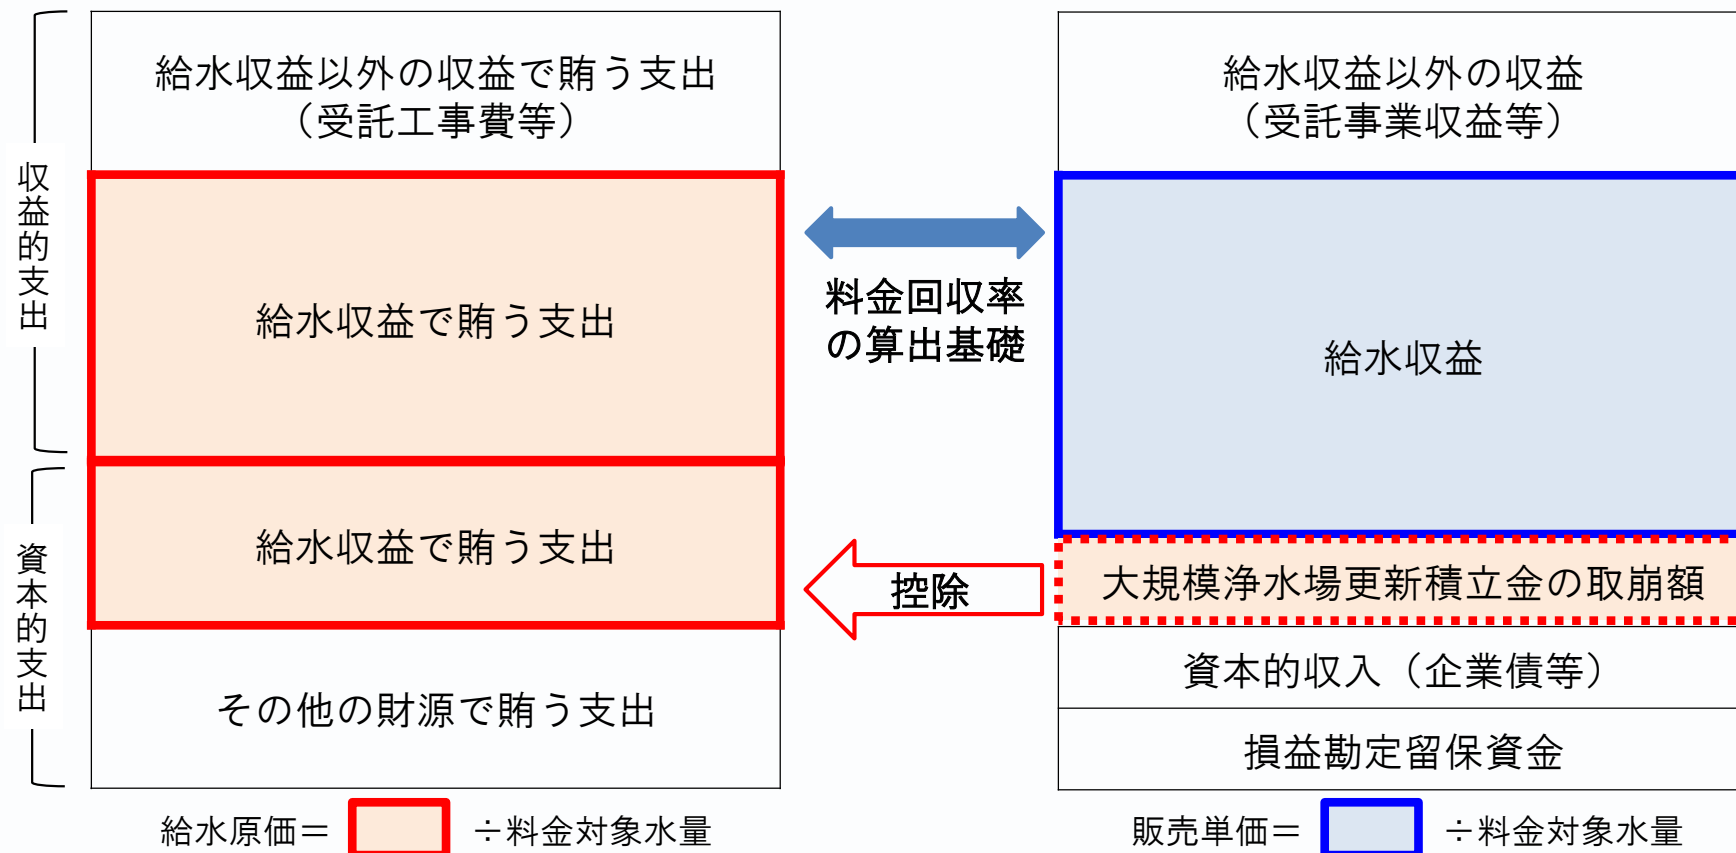 収益的支出
給水収益以外の収益で賄う支出
（受託工事費等）
給水収益で賄う支出
資本的支出
給水収益で賄う支出
その他の財源で賄う支出
給水原価＝ ÷料金対象水量
料金回収率
の算出基礎
控除
給水収益以外の収益
（受託事業収益等）
給水収益
大規模浄水場更新積立金の取崩額
資本的収入（企業債等）
損益勘定留保資金
販売単価＝ ÷料金対象水量